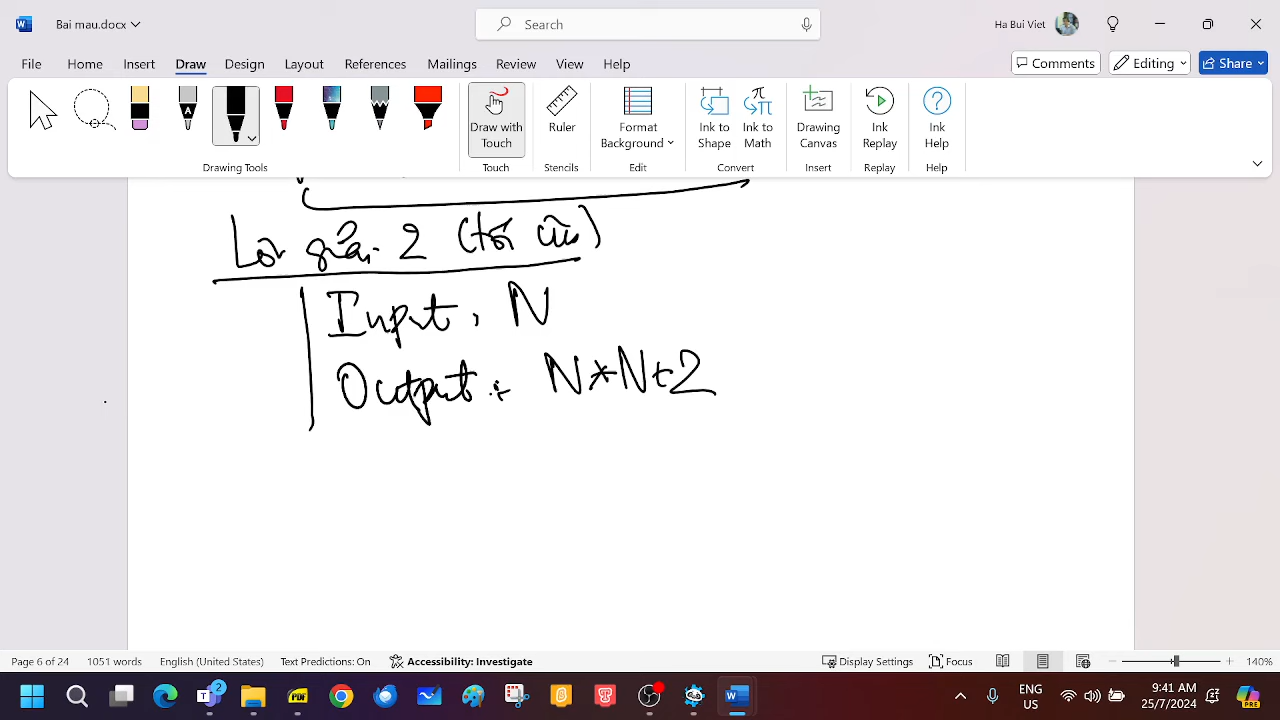 Bai mau.docx
Search
Ha Bui Viet
File Home Insert Draw Design Layout References Mailings Review View Help
Comments Editing Share
A
Draw with Touch
Ruler
Format Background
Ink to Shape
Ink to Math
Drawing Canvas
Ink Replay
Ink Help
Drawing Tools Touch Stencils Edit Convert Insert Replay Help
Lời giải 2 (tối ưu)
Input: N
Output: N*N+2
Page 6 of 24 1051 words English (United States) Text Predictions: On Accessibility: Investigate Display Settings Focus 140%
2 PDF ENG US 9:41 AM 25/7/2024 PRE